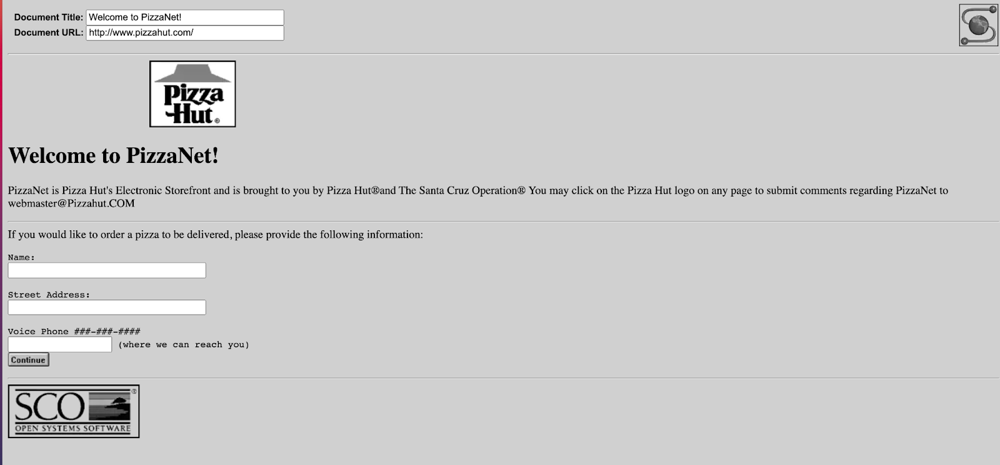 Document Title: Welcome to PizzaNet!
Document URL: http://www.pizzahut.com/
Pizza
Hut®
Welcome to PizzaNet!
PizzaNet is Pizza Hut's Electronic Storefront and is brought to you by Pizza Hut®and The Santa Cruz Operation® You may click on the Pizza Hut logo on any page to submit comments regarding PizzaNet to
webmaster@Pizzahut.COM
If you would like to order a pizza to be delivered, please provide the following information:
Name:
Street Address:
Voice Phone ###-###-####
(where we can reach you)
Continue
SCO®
OPEN SYSTEMS SOFTWARE